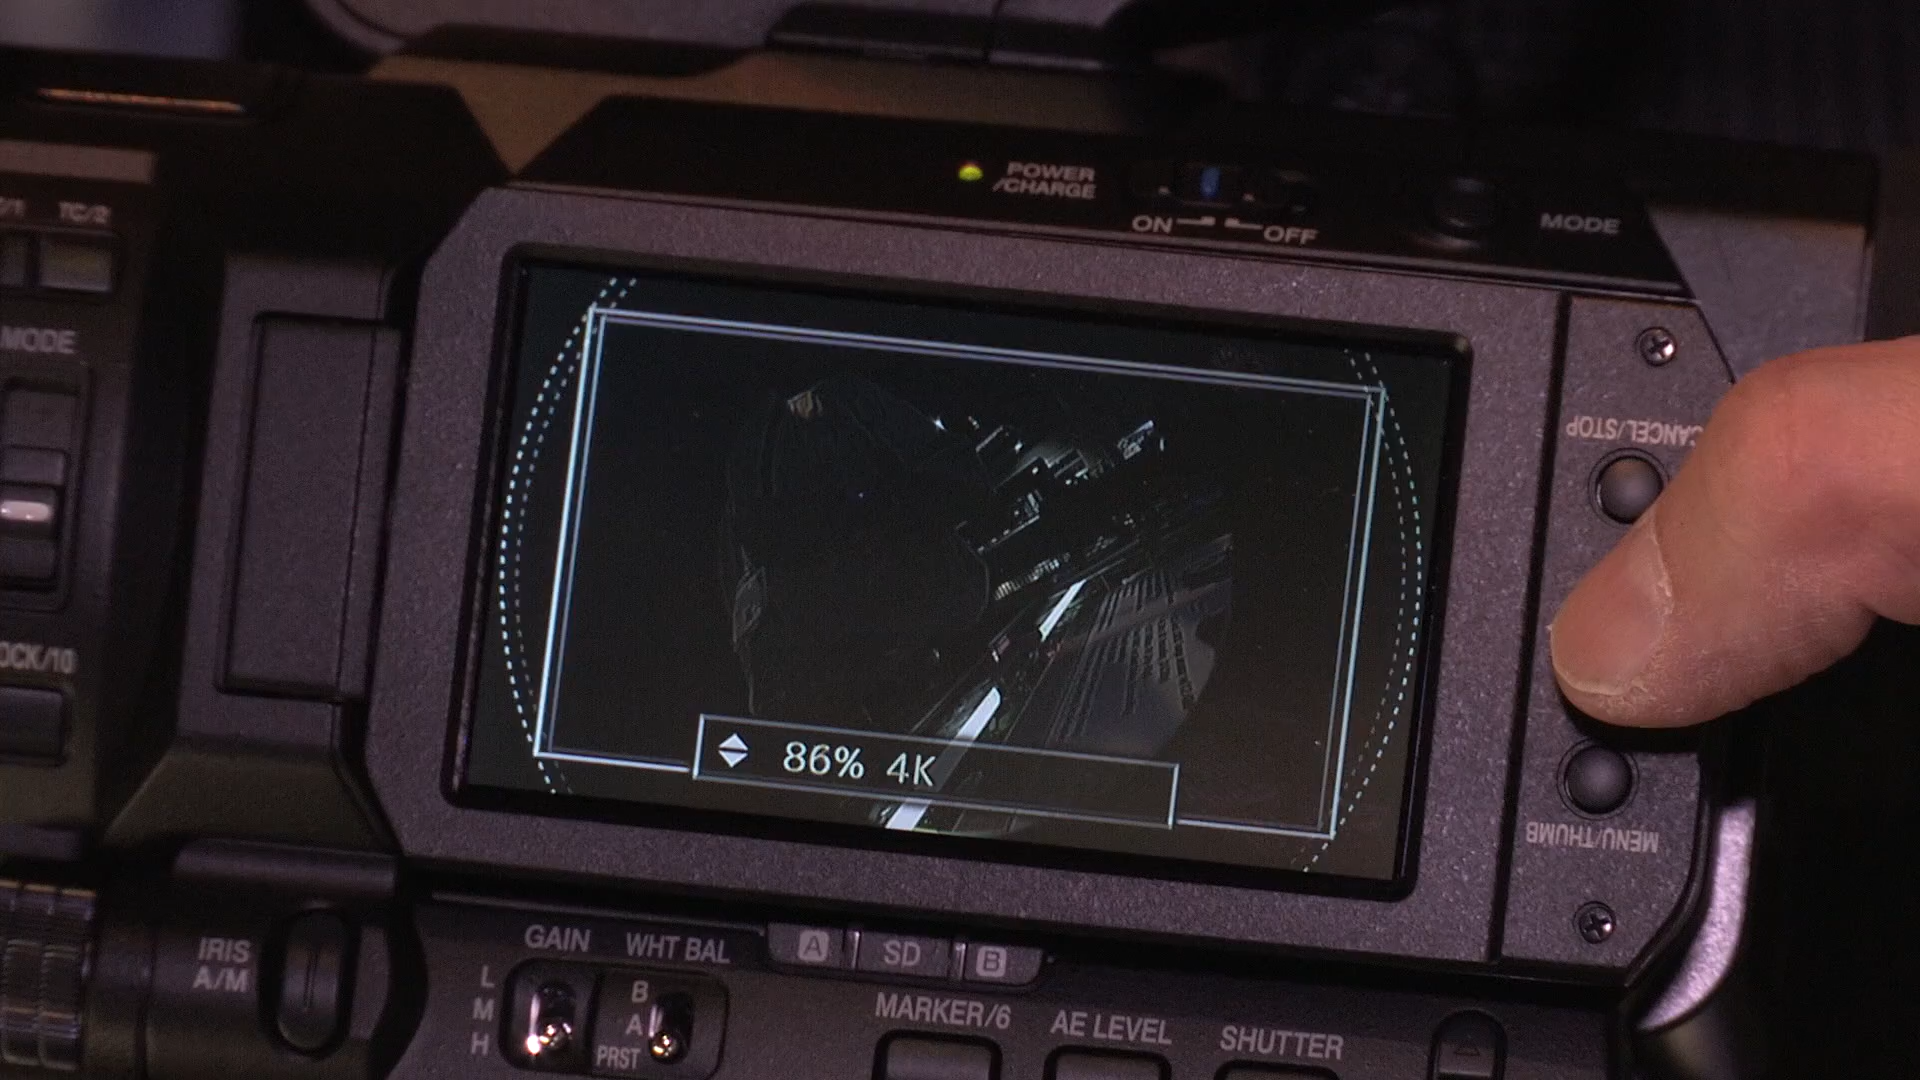 POWER
/CHARGE
ON
OFF
MODE
TC/2
MODE
CANCEL/STOP
86% 4K
MENU/THUMB
IRIS
A/M
GAIN
WHT BAL
A
SD
B
L
M
H
B
A
PRST
MARKER/6
AE LEVEL
SHUTTER